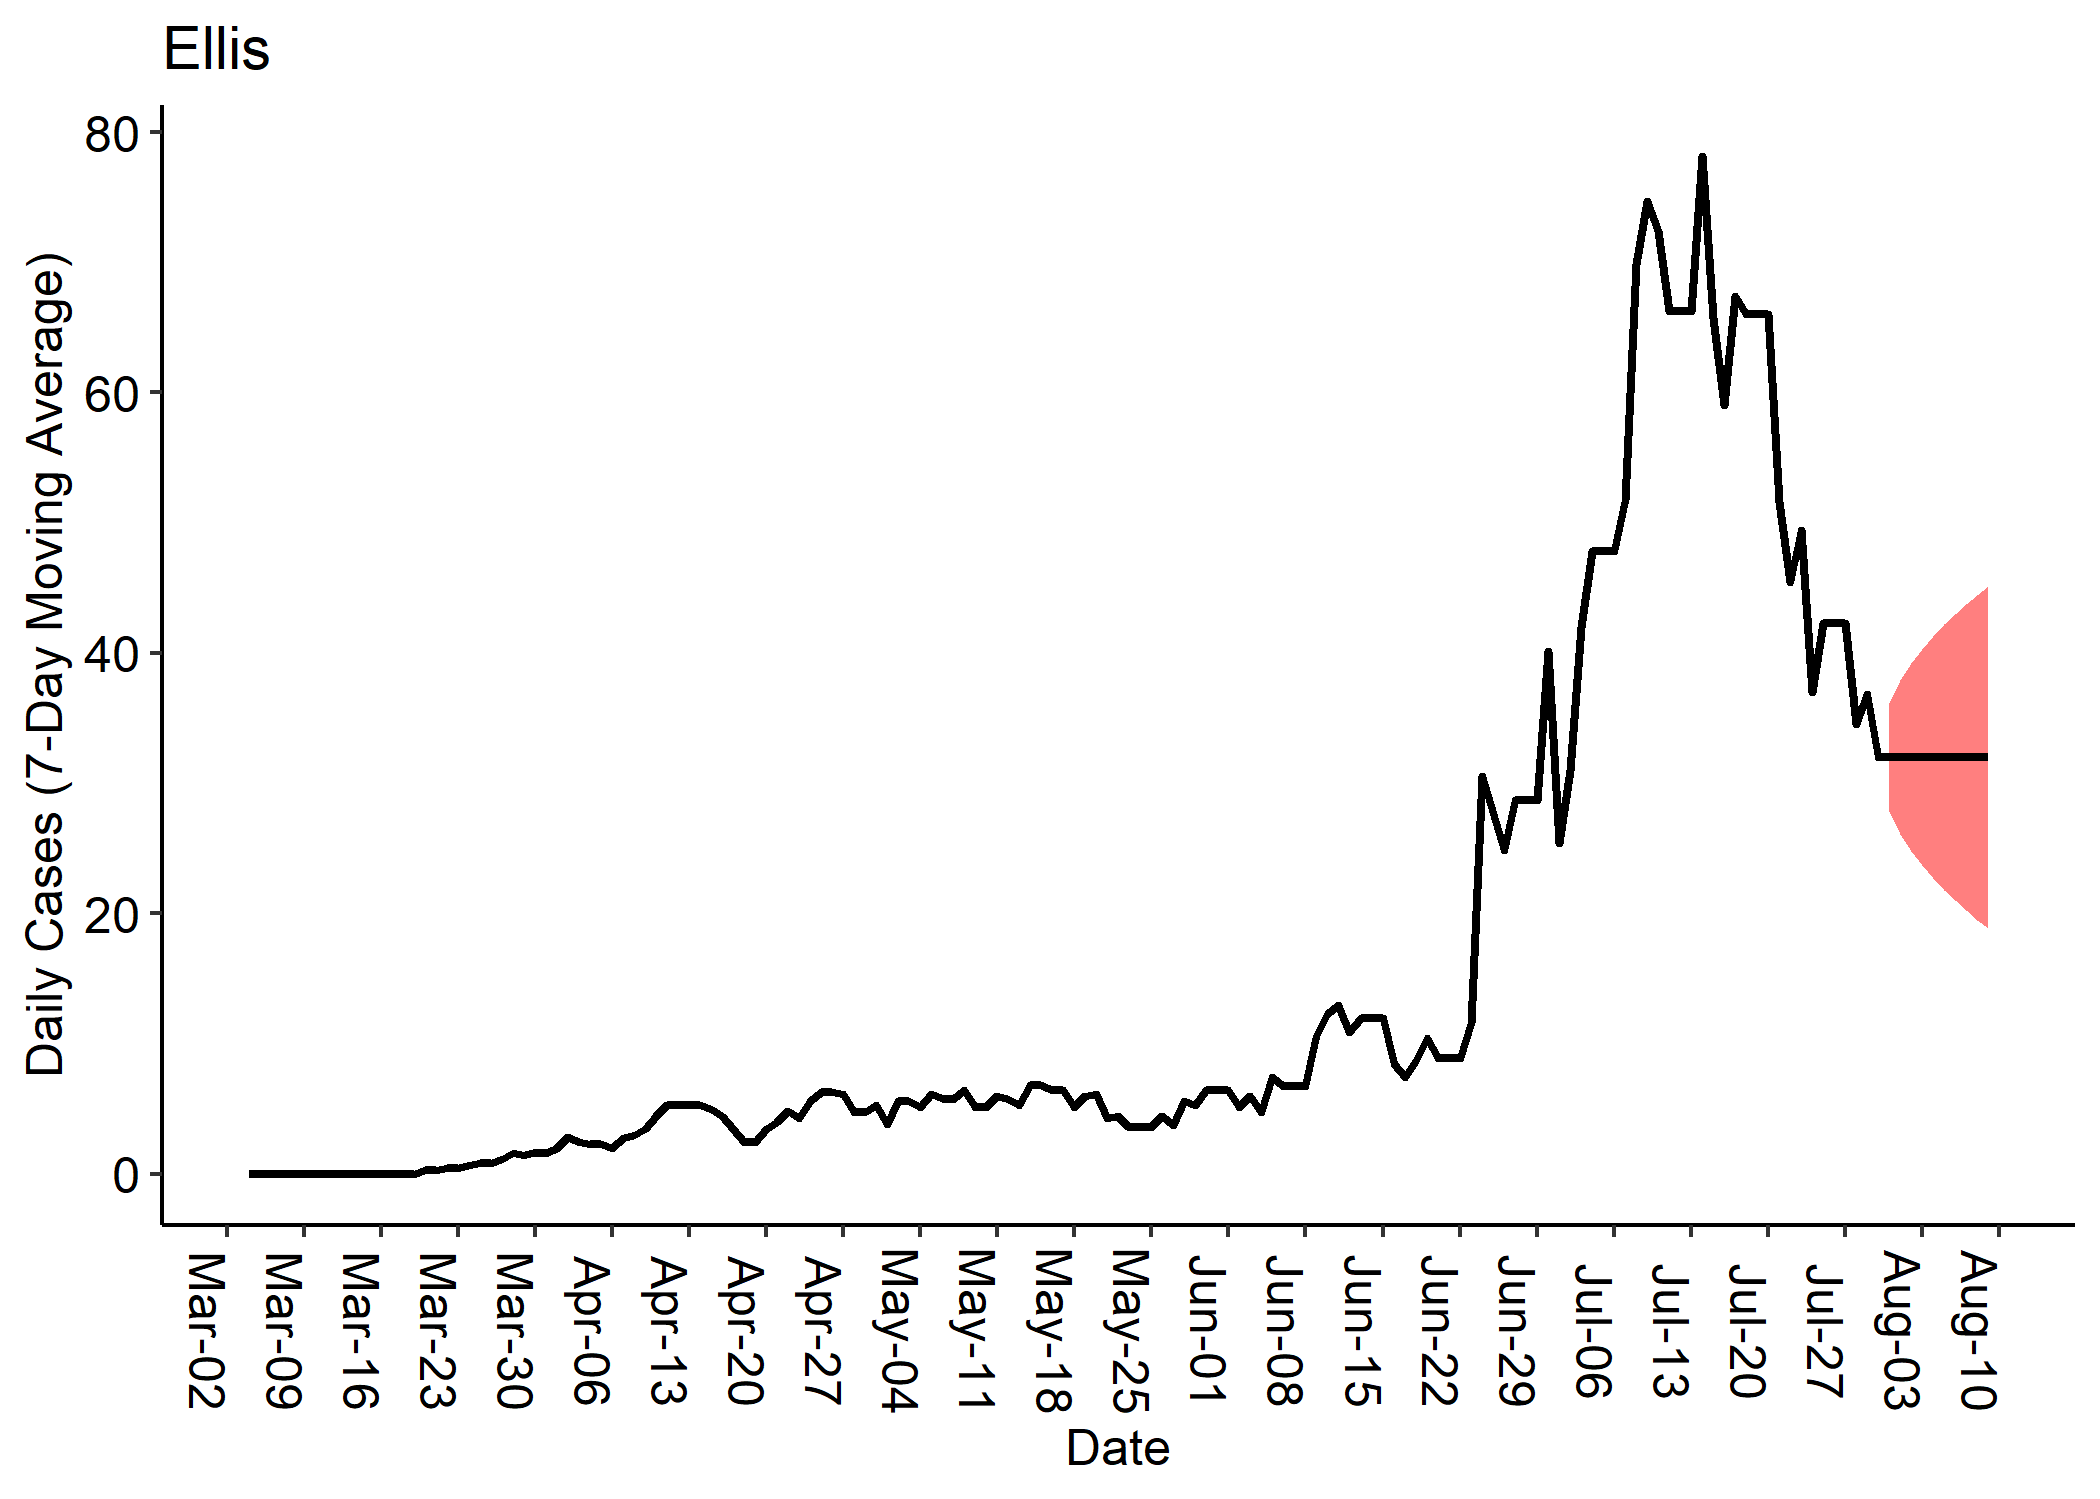 Ellis
Daily Cases (7-Day Moving Average)
80
60
40
20
0
Mar-02
Mar-09
Mar-16
Mar-23
Mar-30
Apr-06
Apr-13
Apr-20
Apr-27
May-04
May-11
May-18
May-25
Jun-01
Jun-08
Jun-15
Jun-22
Jun-29
Jul-06
Jul-13
Jul-20
Jul-27
Aug-03
Aug-10
Date